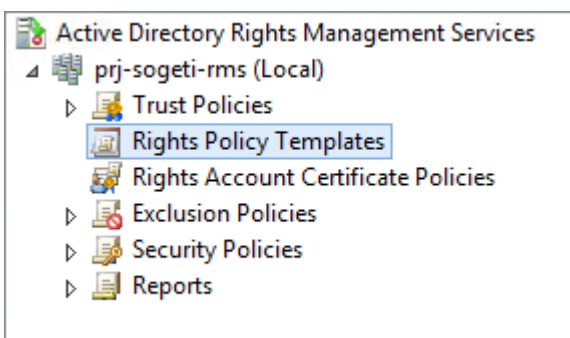 Active Directory Rights Management Services
prj-sogeti-rms (Local)
Trust Policies
Rights Policy Templates
Rights Account Certificate Policies
Exclusion Policies
Security Policies
Reports